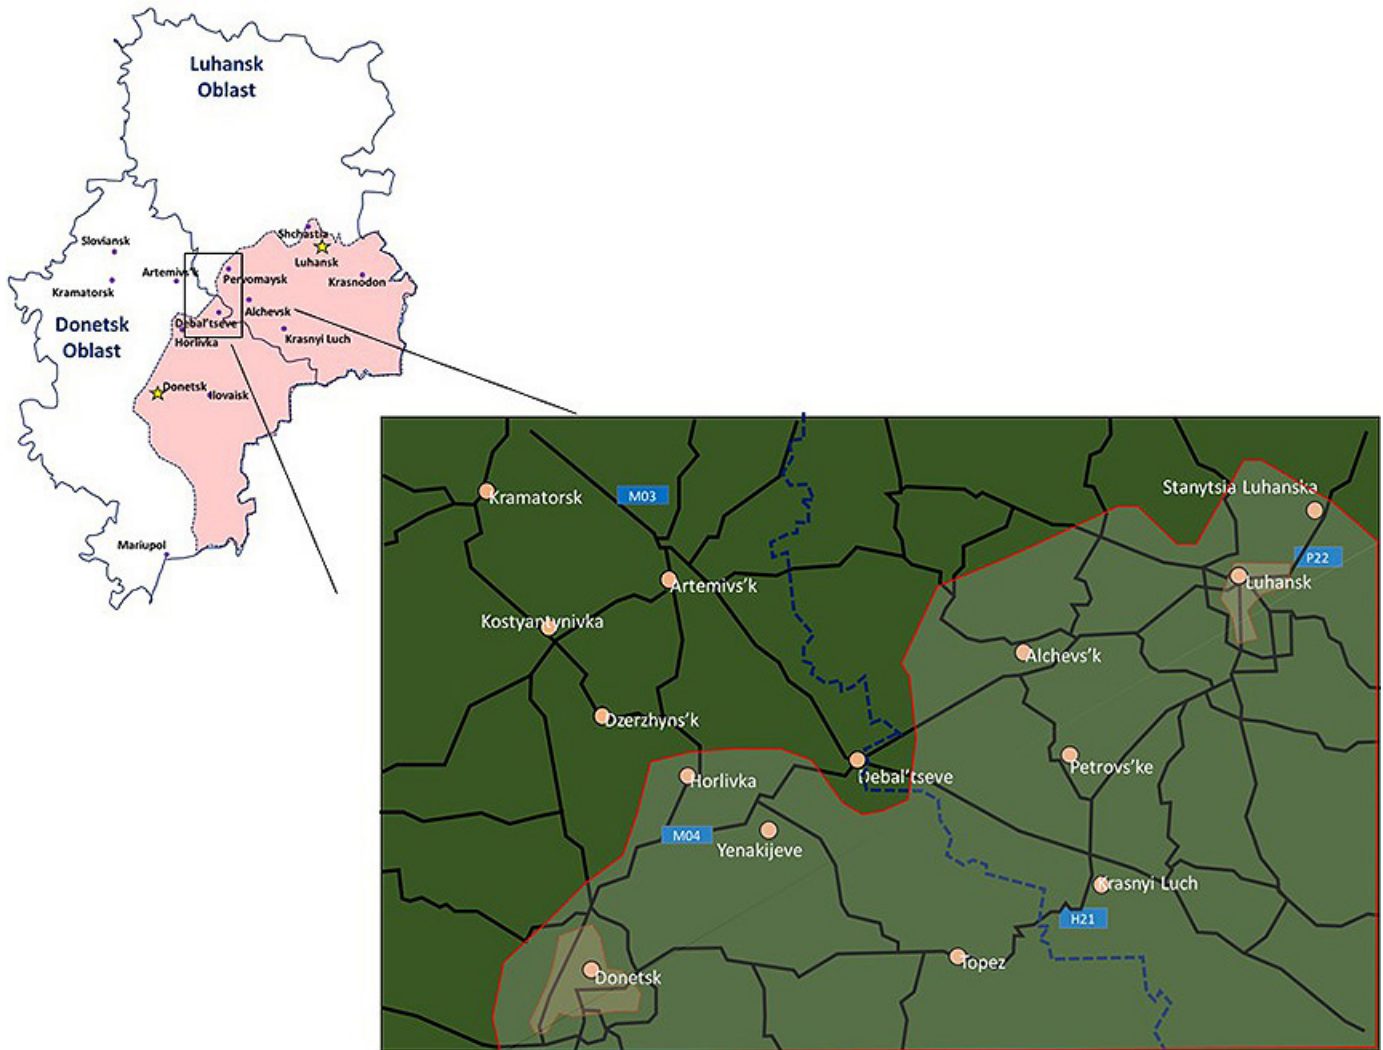 Luhansk
Oblast
Shchastia
Sloviansk
Luhansk
Artemivs'k
Pervomaysk
Krasnodon
Kramatorsk
Alchevsk
Donetsk
Oblast
Debal'tseve
Krasnyi Luch
Horlivka
Donetsk
Ilovaisk
Mariupol
Stanytsia Luhanska
Kramatorsk
M03
P22
Luhansk
Artemivs'k
Kostyantynivka
Alchevs'k
Dzerzhyns'k
Petrovs'ke
Horlivka
Debal'tseve
M04
Yenakijeve
Krasnyi Luch
H21
Topez
Donetsk